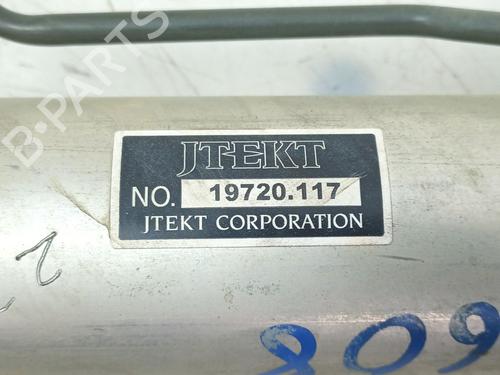 JTEKT
NO. 19720.117
JTEKT CORPORATION
B-PARTS